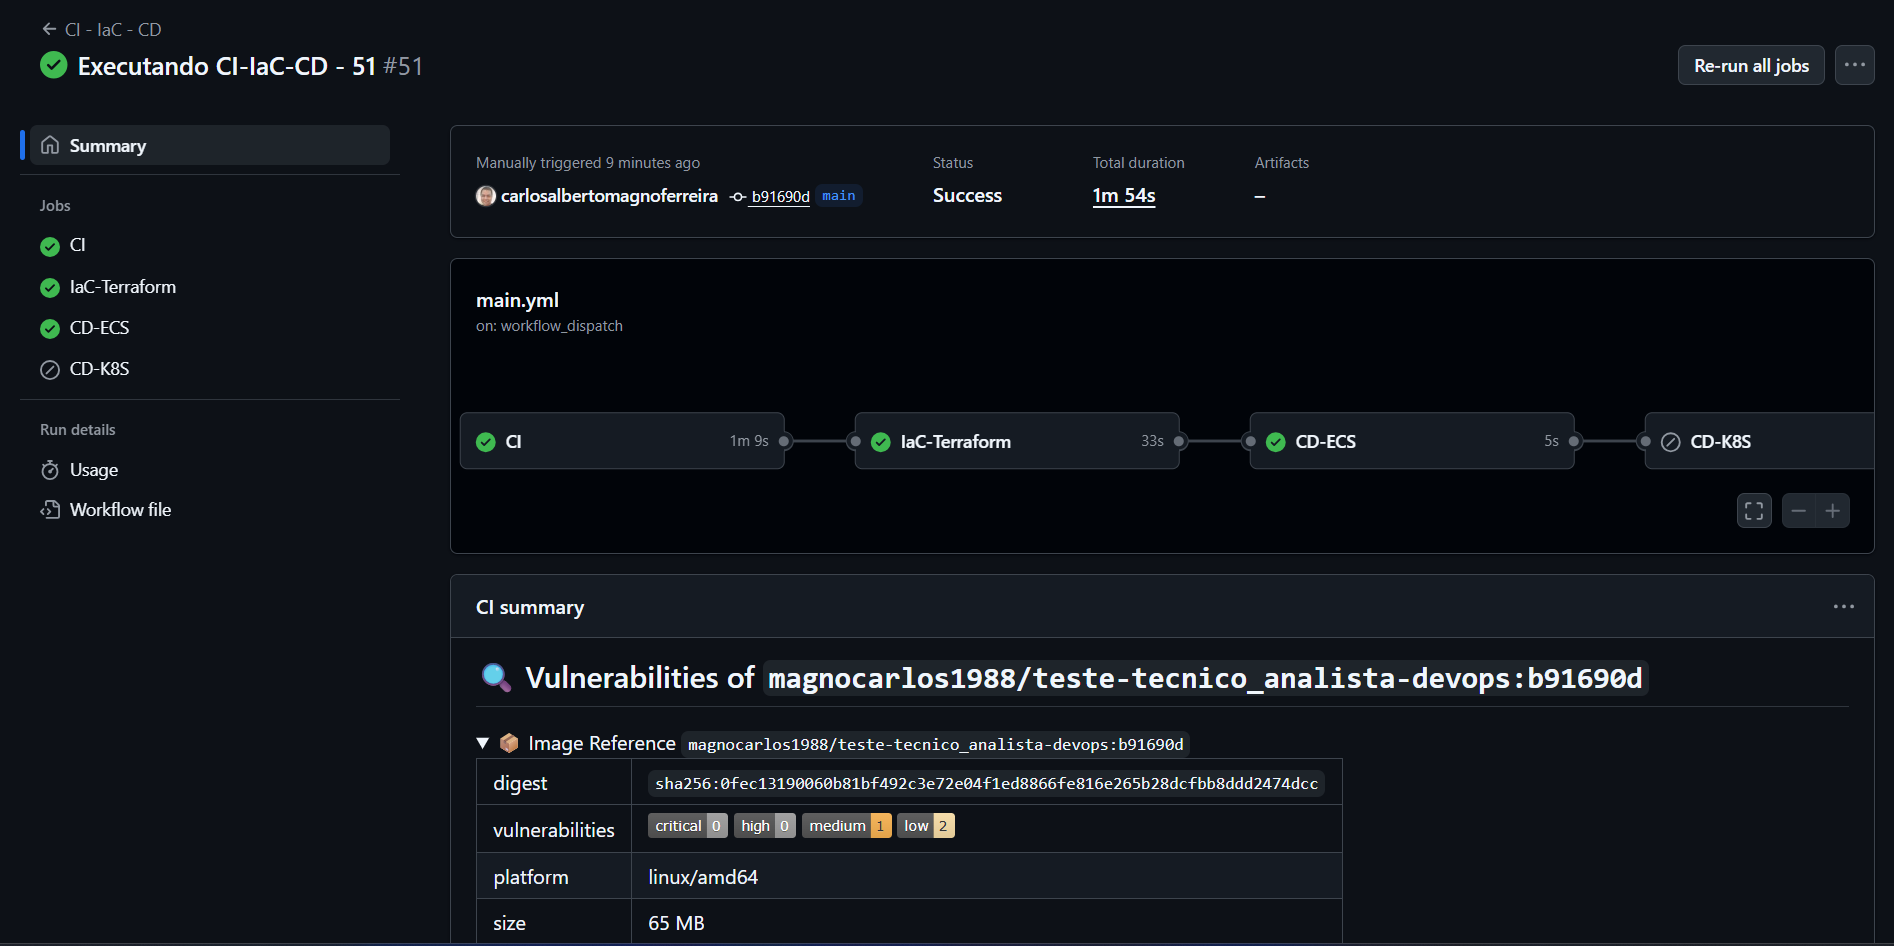 CI - IaC - CD
Executando CI-IaC-CD - 51 #51
Re-run all jobs
Summary
Jobs
CI
IaC-Terraform
CD-ECS
CD-K8S
Run details
Usage
Workflow file
Manually triggered 9 minutes ago
carlosalbertomagnoferreira b91690d main
Status
Success
Total duration
1m 54s
Artifacts
–
main.yml
on: workflow_dispatch
CI 1m 9s
IaC-Terraform 33s
CD-ECS 5s
CD-K8S
CI summary
Vulnerabilities of magnocarlos1988/teste-tecnico_analista-devops:b91690d
Image Reference magnocarlos1988/teste-tecnico_analista-devops:b91690d
digest sha256:0fec13190060b81bf492c3e72e04f1ed8866fe816e265b28dcfbb8ddd2474dcc
vulnerabilities critical 0 high 0 medium 1 low 2
platform linux/amd64
size 65 MB